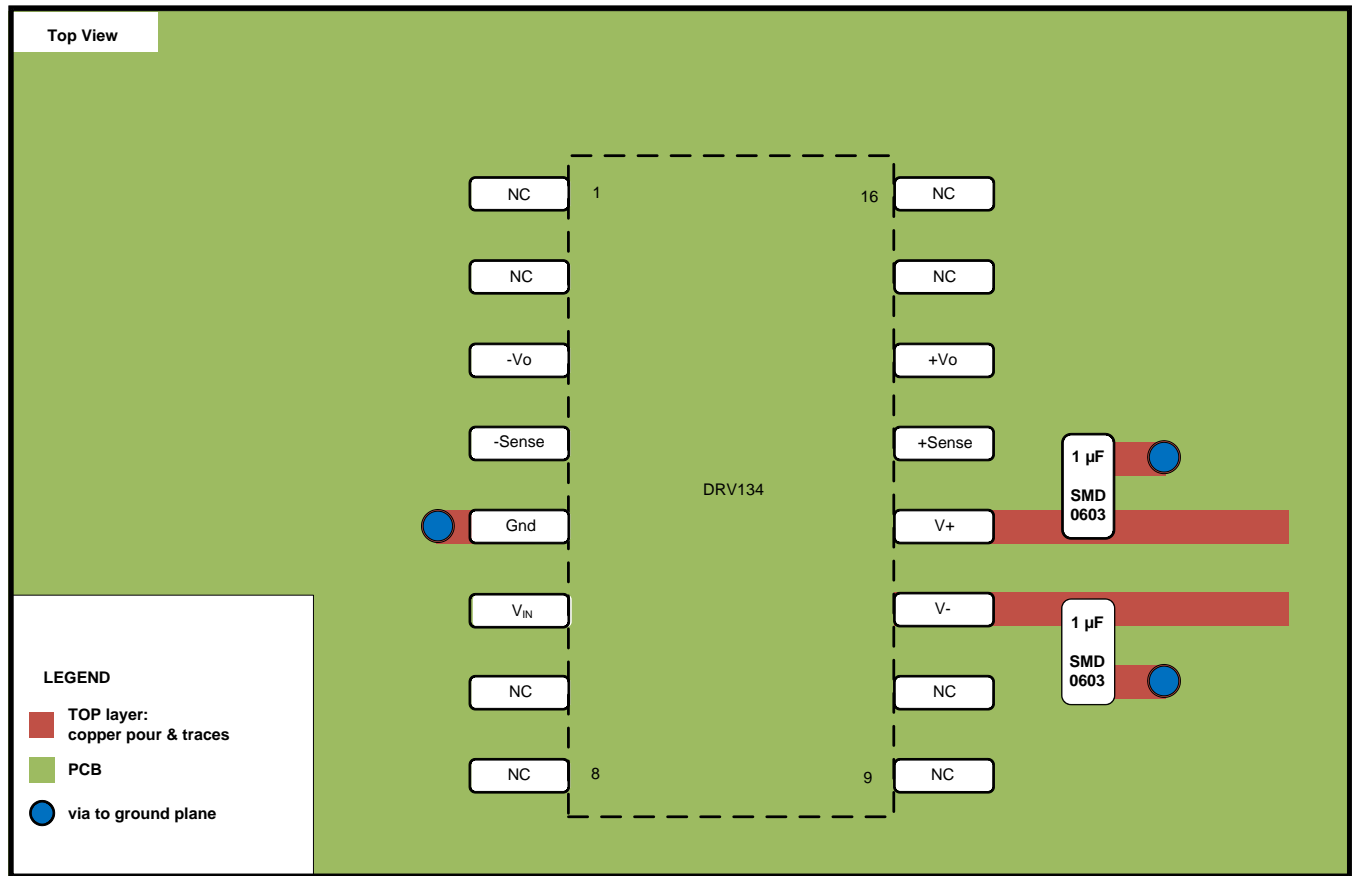 Top View
NC
1
16
NC
NC
NC
-Vo
+Vo
-Sense
+Sense
1 µF
SMD
0603
DRV134
Gnd
V+
VIN
V-
1 µF
SMD
0603
NC
NC
NC
8
9
NC
LEGEND
TOP layer:
copper pour & traces
PCB
via to ground plane